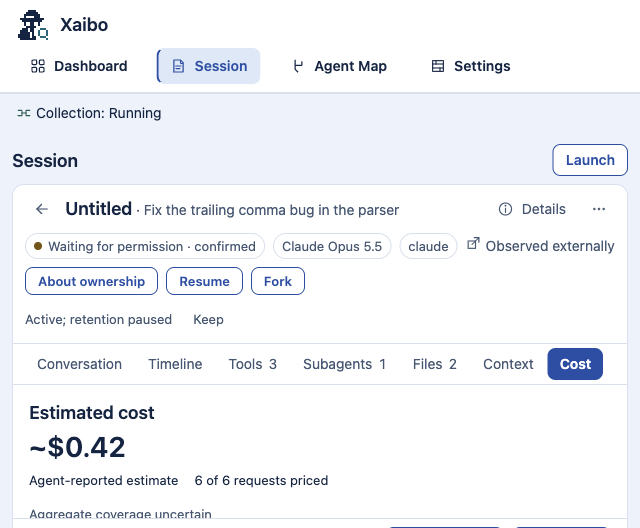 Xaibo
Dashboard Session Agent Map Settings
Collection: Running
Session
Launch
Untitled · Fix the trailing comma bug in the parser
Details
Waiting for permission · confirmed
Claude Opus 5.5
claude
Observed externally
About ownership
Resume
Fork
Active; retention paused
Keep
Conversation Timeline Tools 3 Subagents 1 Files 2 Context Cost
Estimated cost
~$0.42
Agent-reported estimate 6 of 6 requests priced
Aggregate coverage uncertain